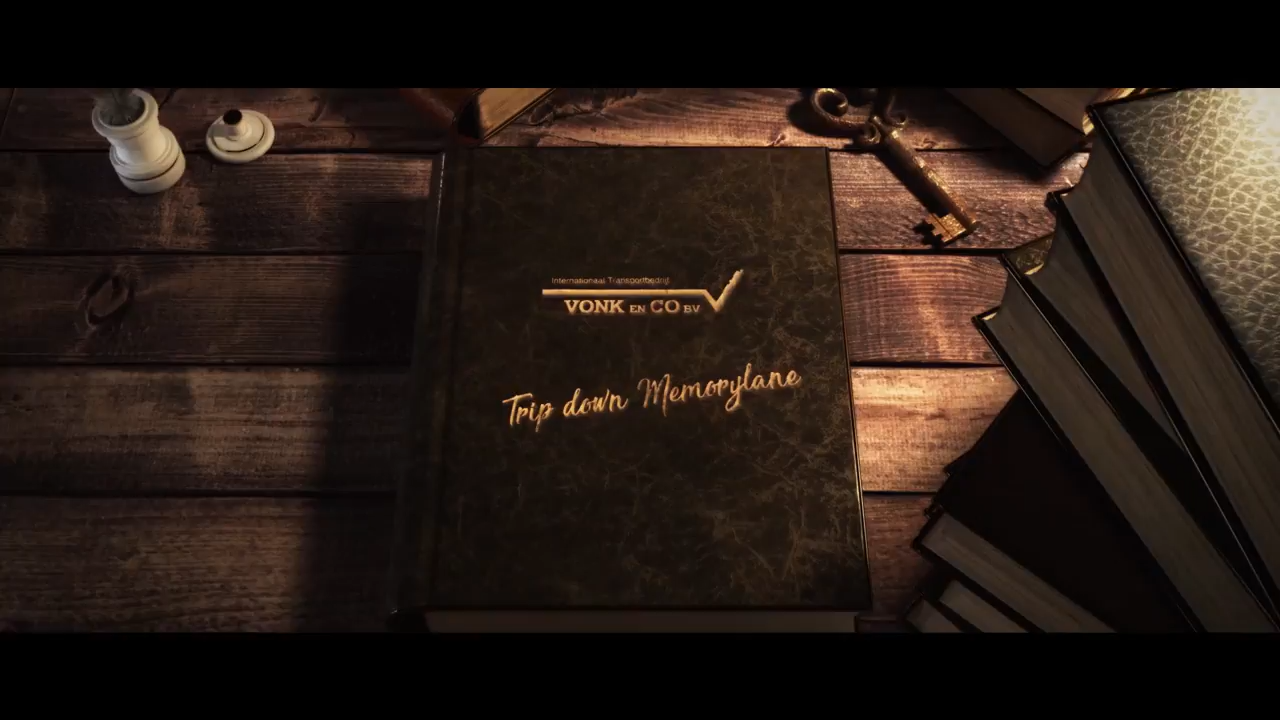 Internationaal Transportbedrijf
VONK EN CO BV
Trip down Memorylane